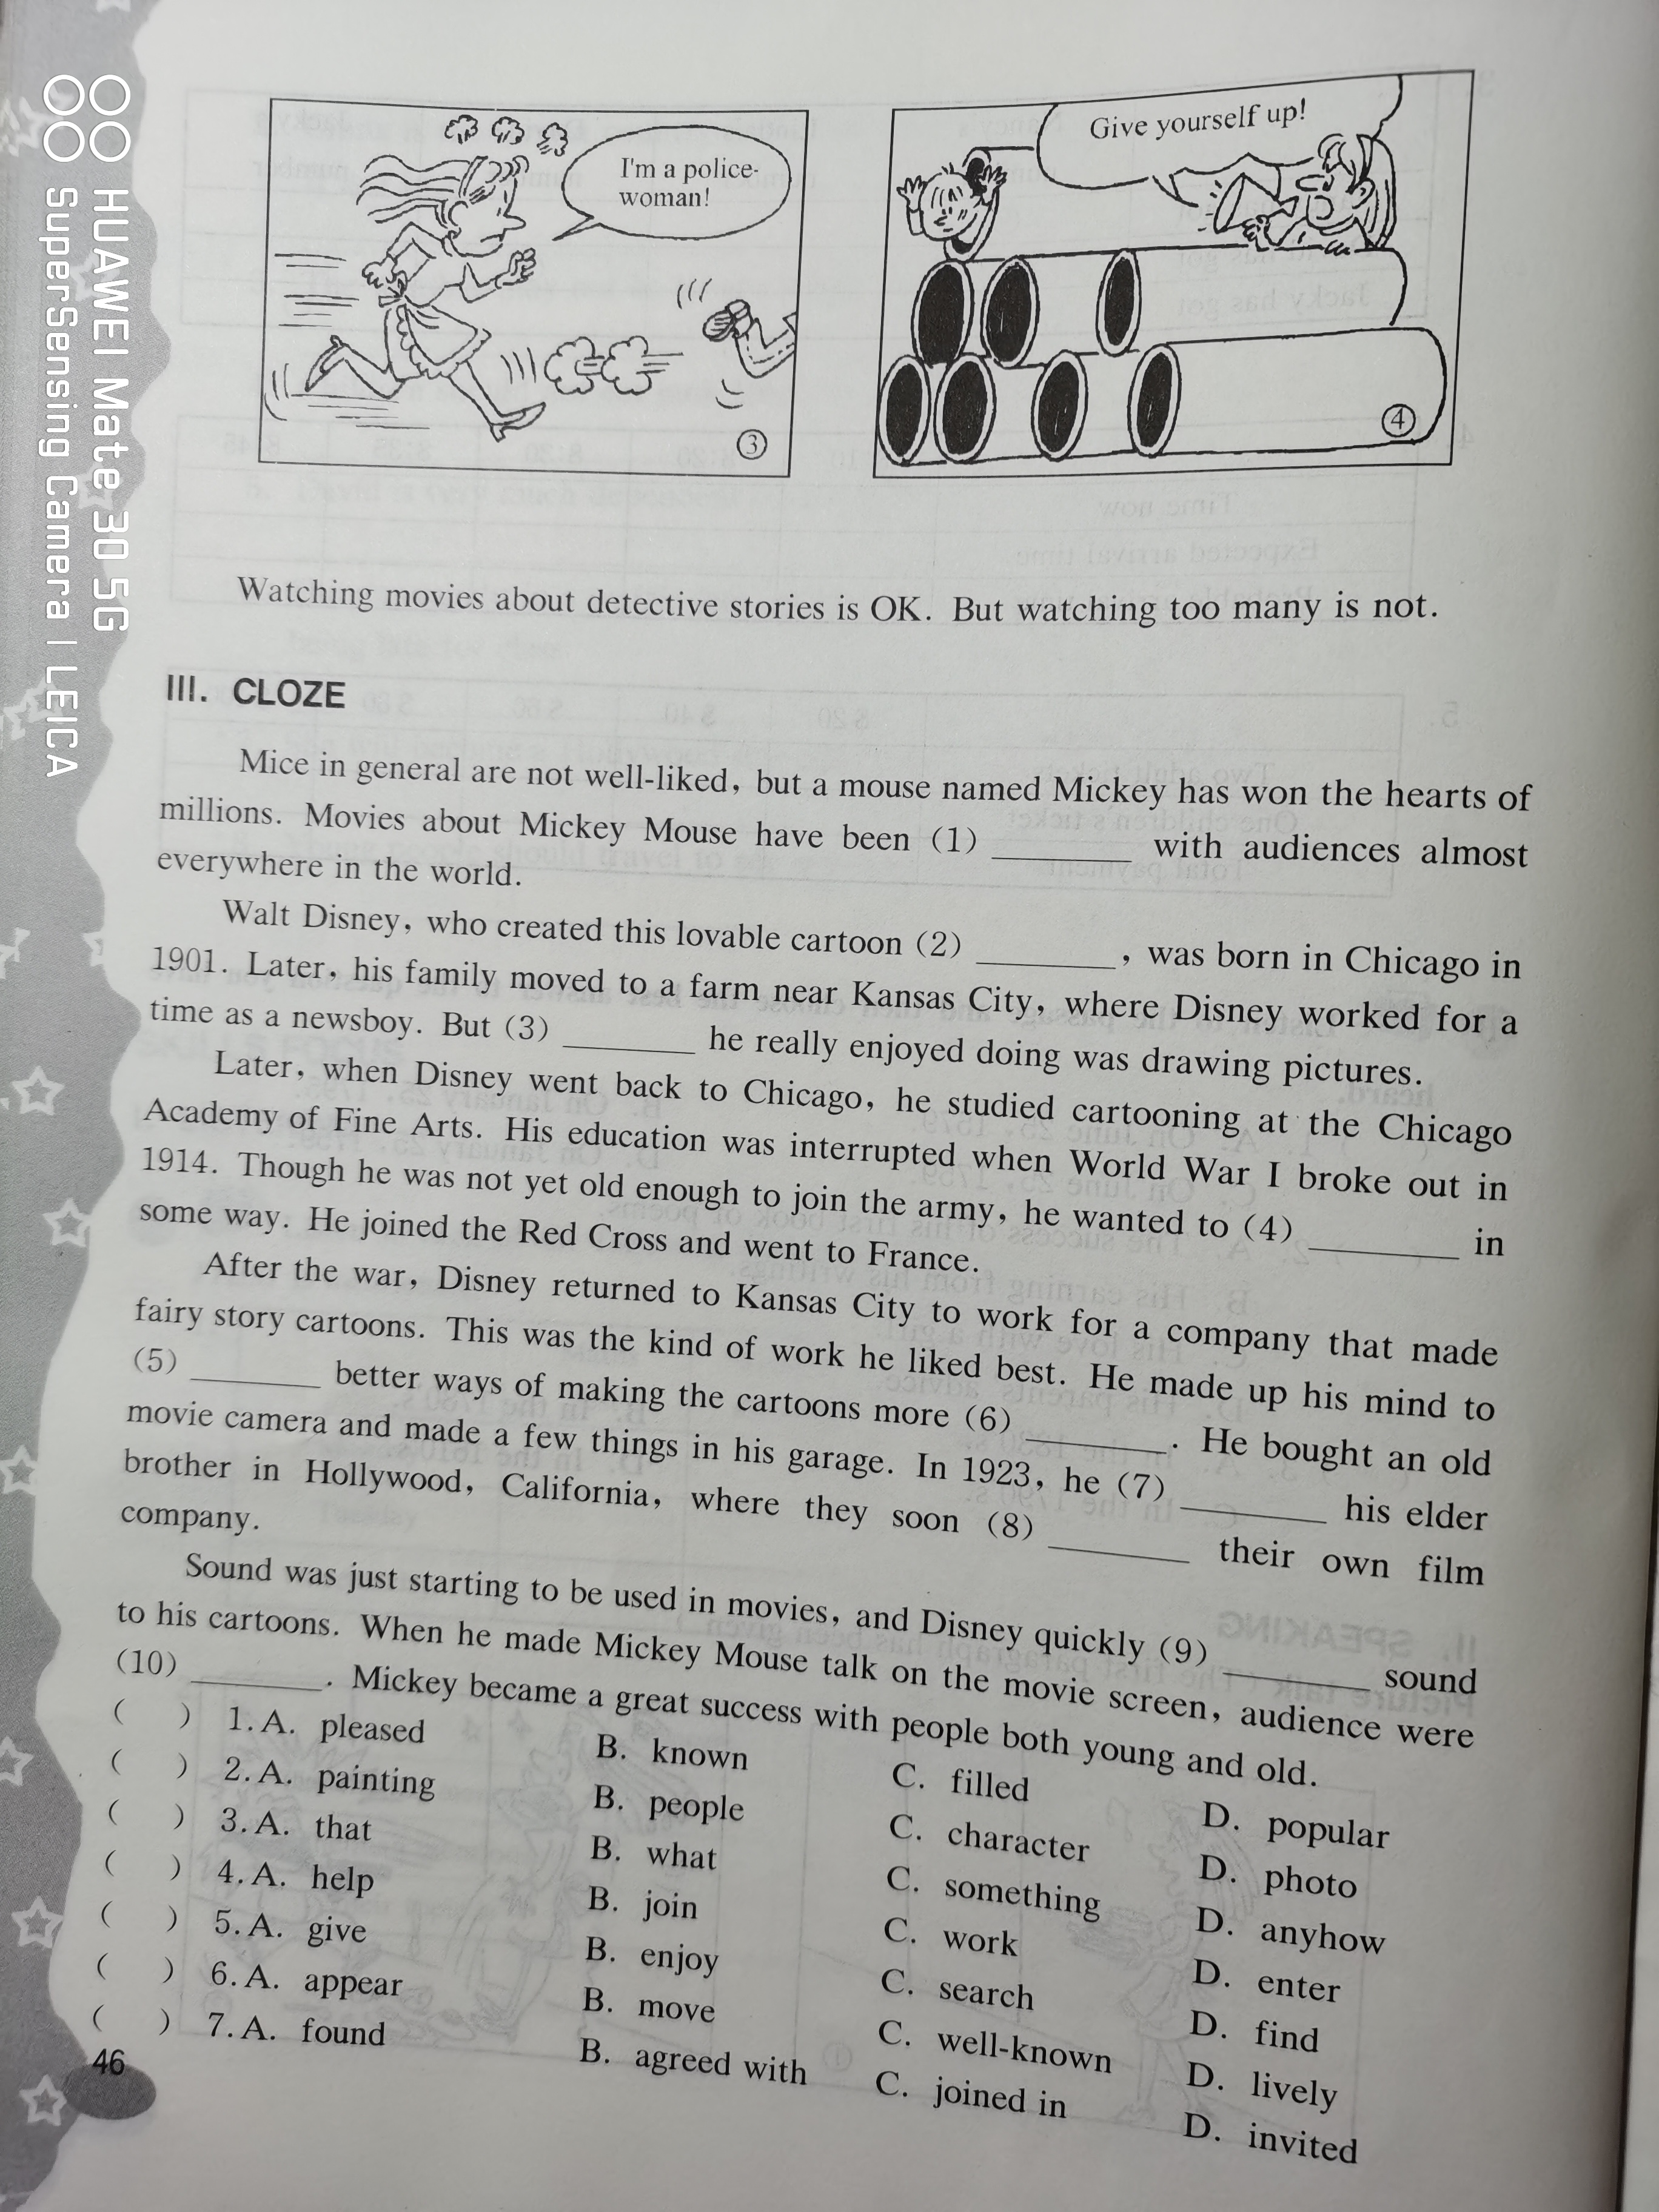 I'm a police-
woman!
③
Give yourself up!
④
Watching movies about detective stories is OK. But watching too many is not.
III. CLOZE
Mice in general are not well-liked, but a mouse named Mickey has won the hearts of
millions. Movies about Mickey Mouse have been (1) ________ with audiences almost
everywhere in the world.
Walt Disney, who created this lovable cartoon (2) ________, was born in Chicago in
1901. Later, his family moved to a farm near Kansas City, where Disney worked for a
time as a newsboy. But (3) ________ he really enjoyed doing was drawing pictures.
Later, when Disney went back to Chicago, he studied cartooning at the Chicago
Academy of Fine Arts. His education was interrupted when World War I broke out in
1914. Though he was not yet old enough to join the army, he wanted to (4) ________ in
some way. He joined the Red Cross and went to France.
After the war, Disney returned to Kansas City to work for a company that made
fairy story cartoons. This was the kind of work he liked best. He made up his mind to
(5) ________ better ways of making the cartoons more (6) ________. He bought an old
movie camera and made a few things in his garage. In 1923, he (7) ________ his elder
brother in Hollywood, California, where they soon (8) ________ their own film
company.
Sound was just starting to be used in movies, and Disney quickly (9) ________ sound
to his cartoons. When he made Mickey Mouse talk on the movie screen, audience were
(10) ________. Mickey became a great success with people both young and old.
( ) 1. A. pleased B. known C. filled D. popular
( ) 2. A. painting B. people C. character D. photo
( ) 3. A. that B. what C. something D. anyhow
( ) 4. A. help B. join C. work D. enter
( ) 5. A. give B. enjoy C. search D. find
( ) 6. A. appear B. move C. well-known D. lively
( ) 7. A. found B. agreed with C. joined in D. invited
46
HUAWEI Mate 30 5G
SuperSensing Camera | LEICA